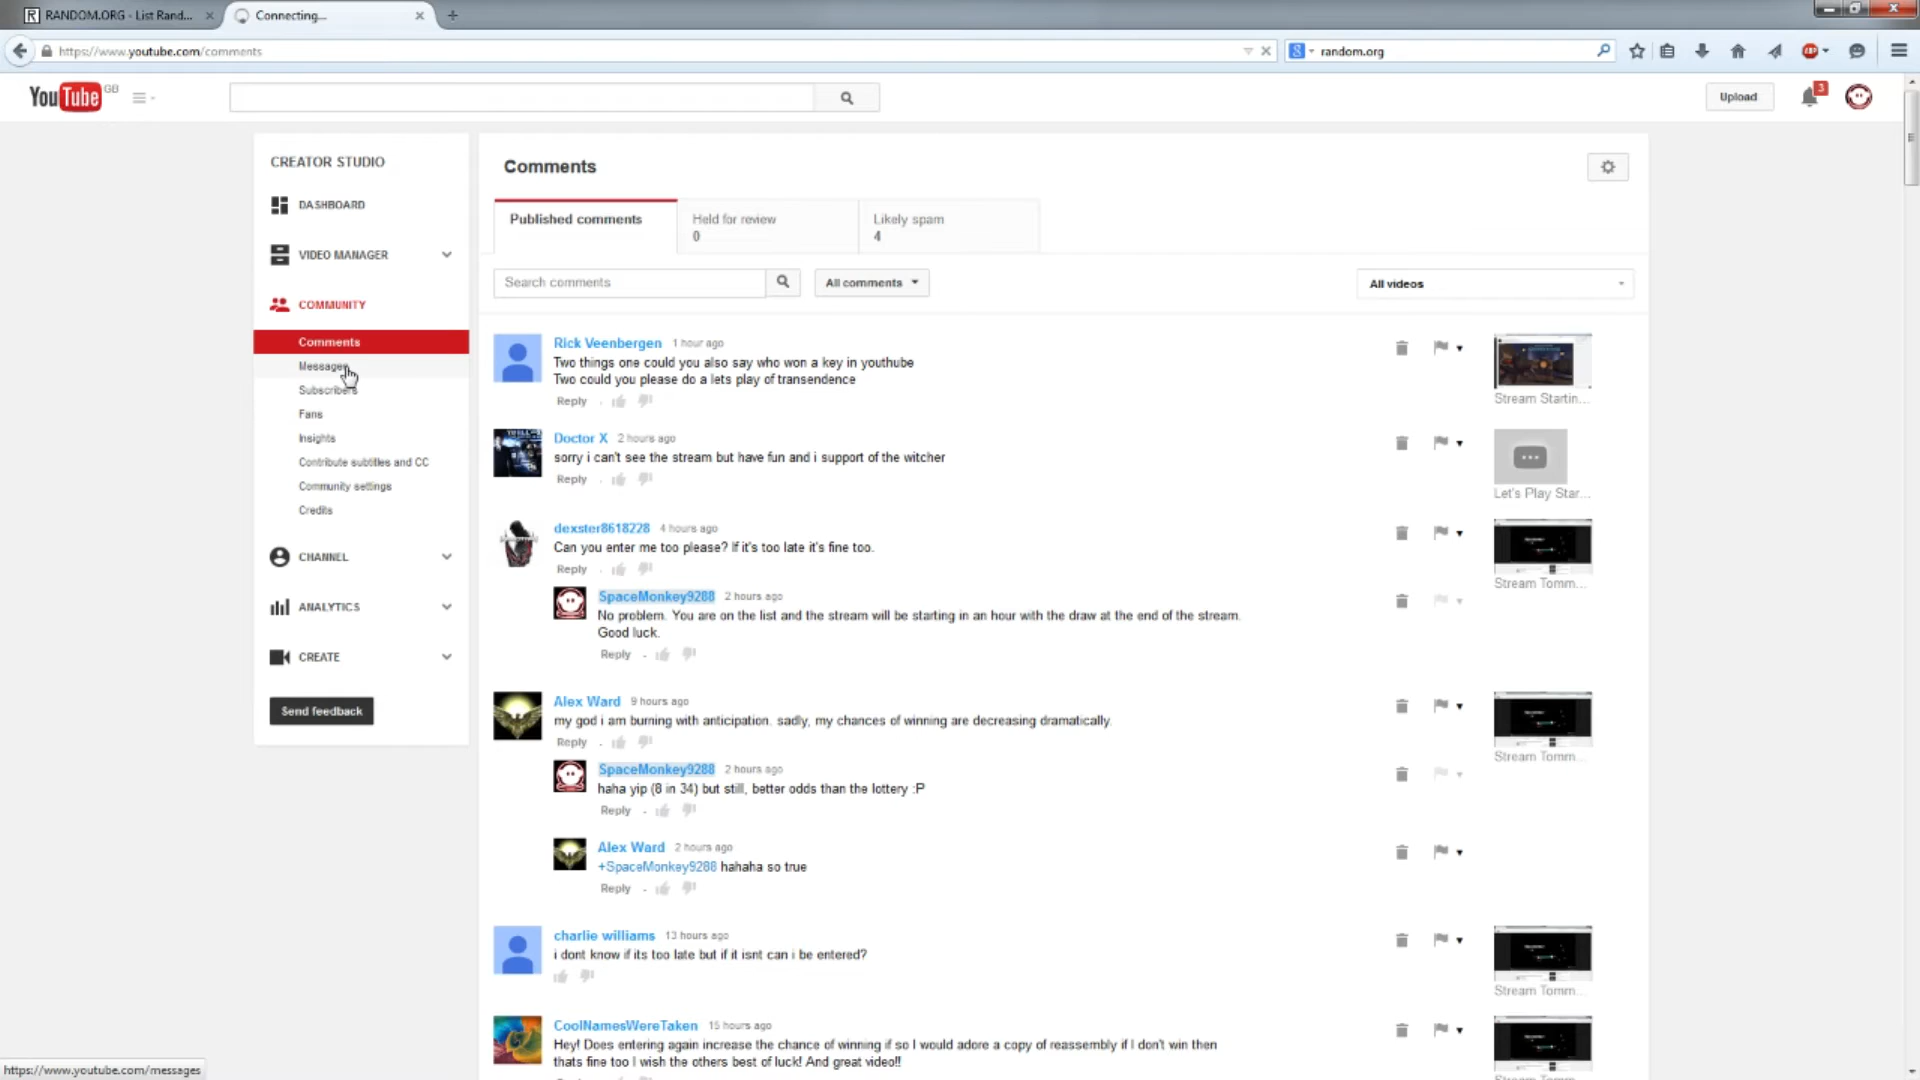 RANDOM.ORG - List Rand...
Connecting...
https://www.youtube.com/comments
random.org
YouTube GB
Upload
3
CREATOR STUDIO
DASHBOARD
VIDEO MANAGER
COMMUNITY
Comments
Messages
Subscribers
Fans
Insights
Contribute subtitles and CC
Community settings
Credits
CHANNEL
ANALYTICS
CREATE
Send feedback
Comments
Published comments
Held for review
0
Likely spam
4
Search comments
All comments
All videos
Rick Veenbergen 1 hour ago
Two things one could you also say who won a key in youthube
Two could you please do a lets play of transendence
Reply
Stream Startin...
Doctor X 2 hours ago
sorry i can't see the stream but have fun and i support of the witcher
Reply
Let's Play Star...
dexster8618228 4 hours ago
Can you enter me too please? If it's too late it's fine too.
Reply
Stream Tomm...
SpaceMonkey9288 2 hours ago
No problem. You are on the list and the stream will be starting in an hour with the draw at the end of the stream.
Good luck.
Reply
Alex Ward 9 hours ago
my god i am burning with anticipation. sadly, my chances of winning are decreasing dramatically.
Reply
Stream Tomm...
SpaceMonkey9288 2 hours ago
haha yip (8 in 34) but still, better odds than the lottery :P
Reply
Alex Ward 2 hours ago
+SpaceMonkey9288 hahaha so true
Reply
charlie williams 13 hours ago
i dont know if its too late but if it isnt can i be entered?
Stream Tomm...
CoolNamesWereTaken 15 hours ago
Hey! Does entering again increase the chance of winning if so I would adore a copy of reassembly if I don't win then
thats fine too I wish the others best of luck! And great video!!
https://www.youtube.com/messages